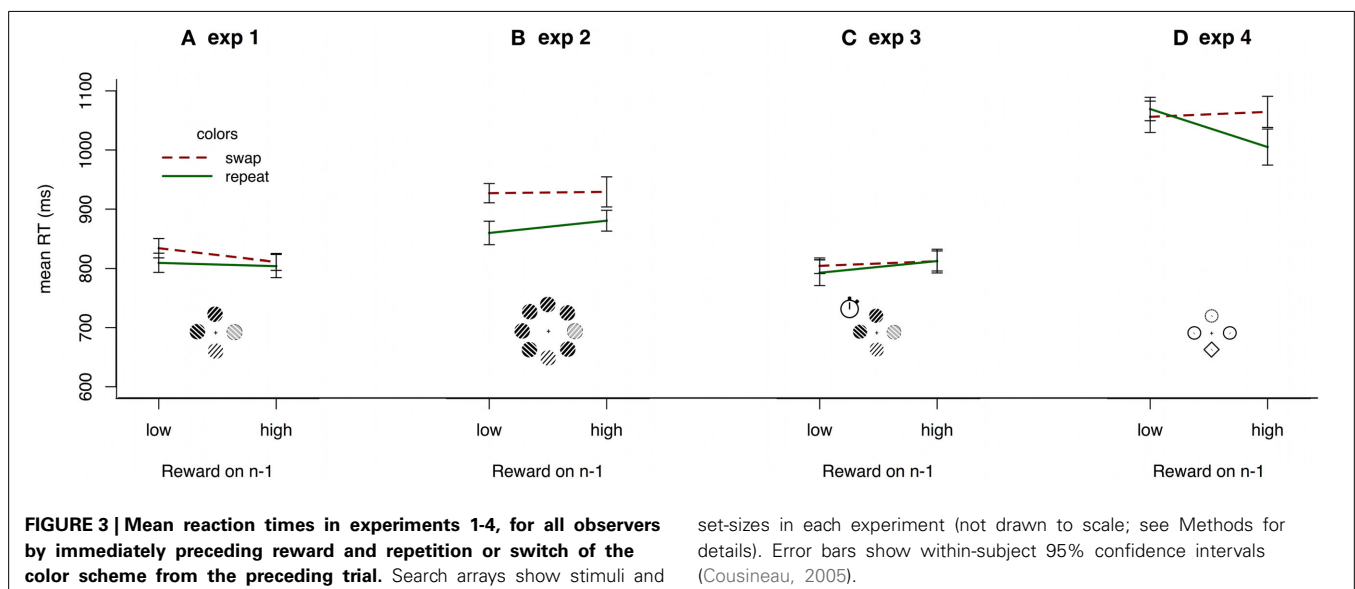 A exp 1
B exp 2
C exp 3
D exp 4
mean RT (ms)
1100
1000
900
800
700
600
colors
swap
repeat
low high
low high
low high
low high
Reward on n-1
Reward on n-1
Reward on n-1
Reward on n-1
FIGURE 3 | Mean reaction times in experiments 1-4, for all observers
by immediately preceding reward and repetition or switch of the
color scheme from the preceding trial. Search arrays show stimuli and
set-sizes in each experiment (not drawn to scale; see Methods for
details). Error bars show within-subject 95% confidence intervals
(Cousineau, 2005).